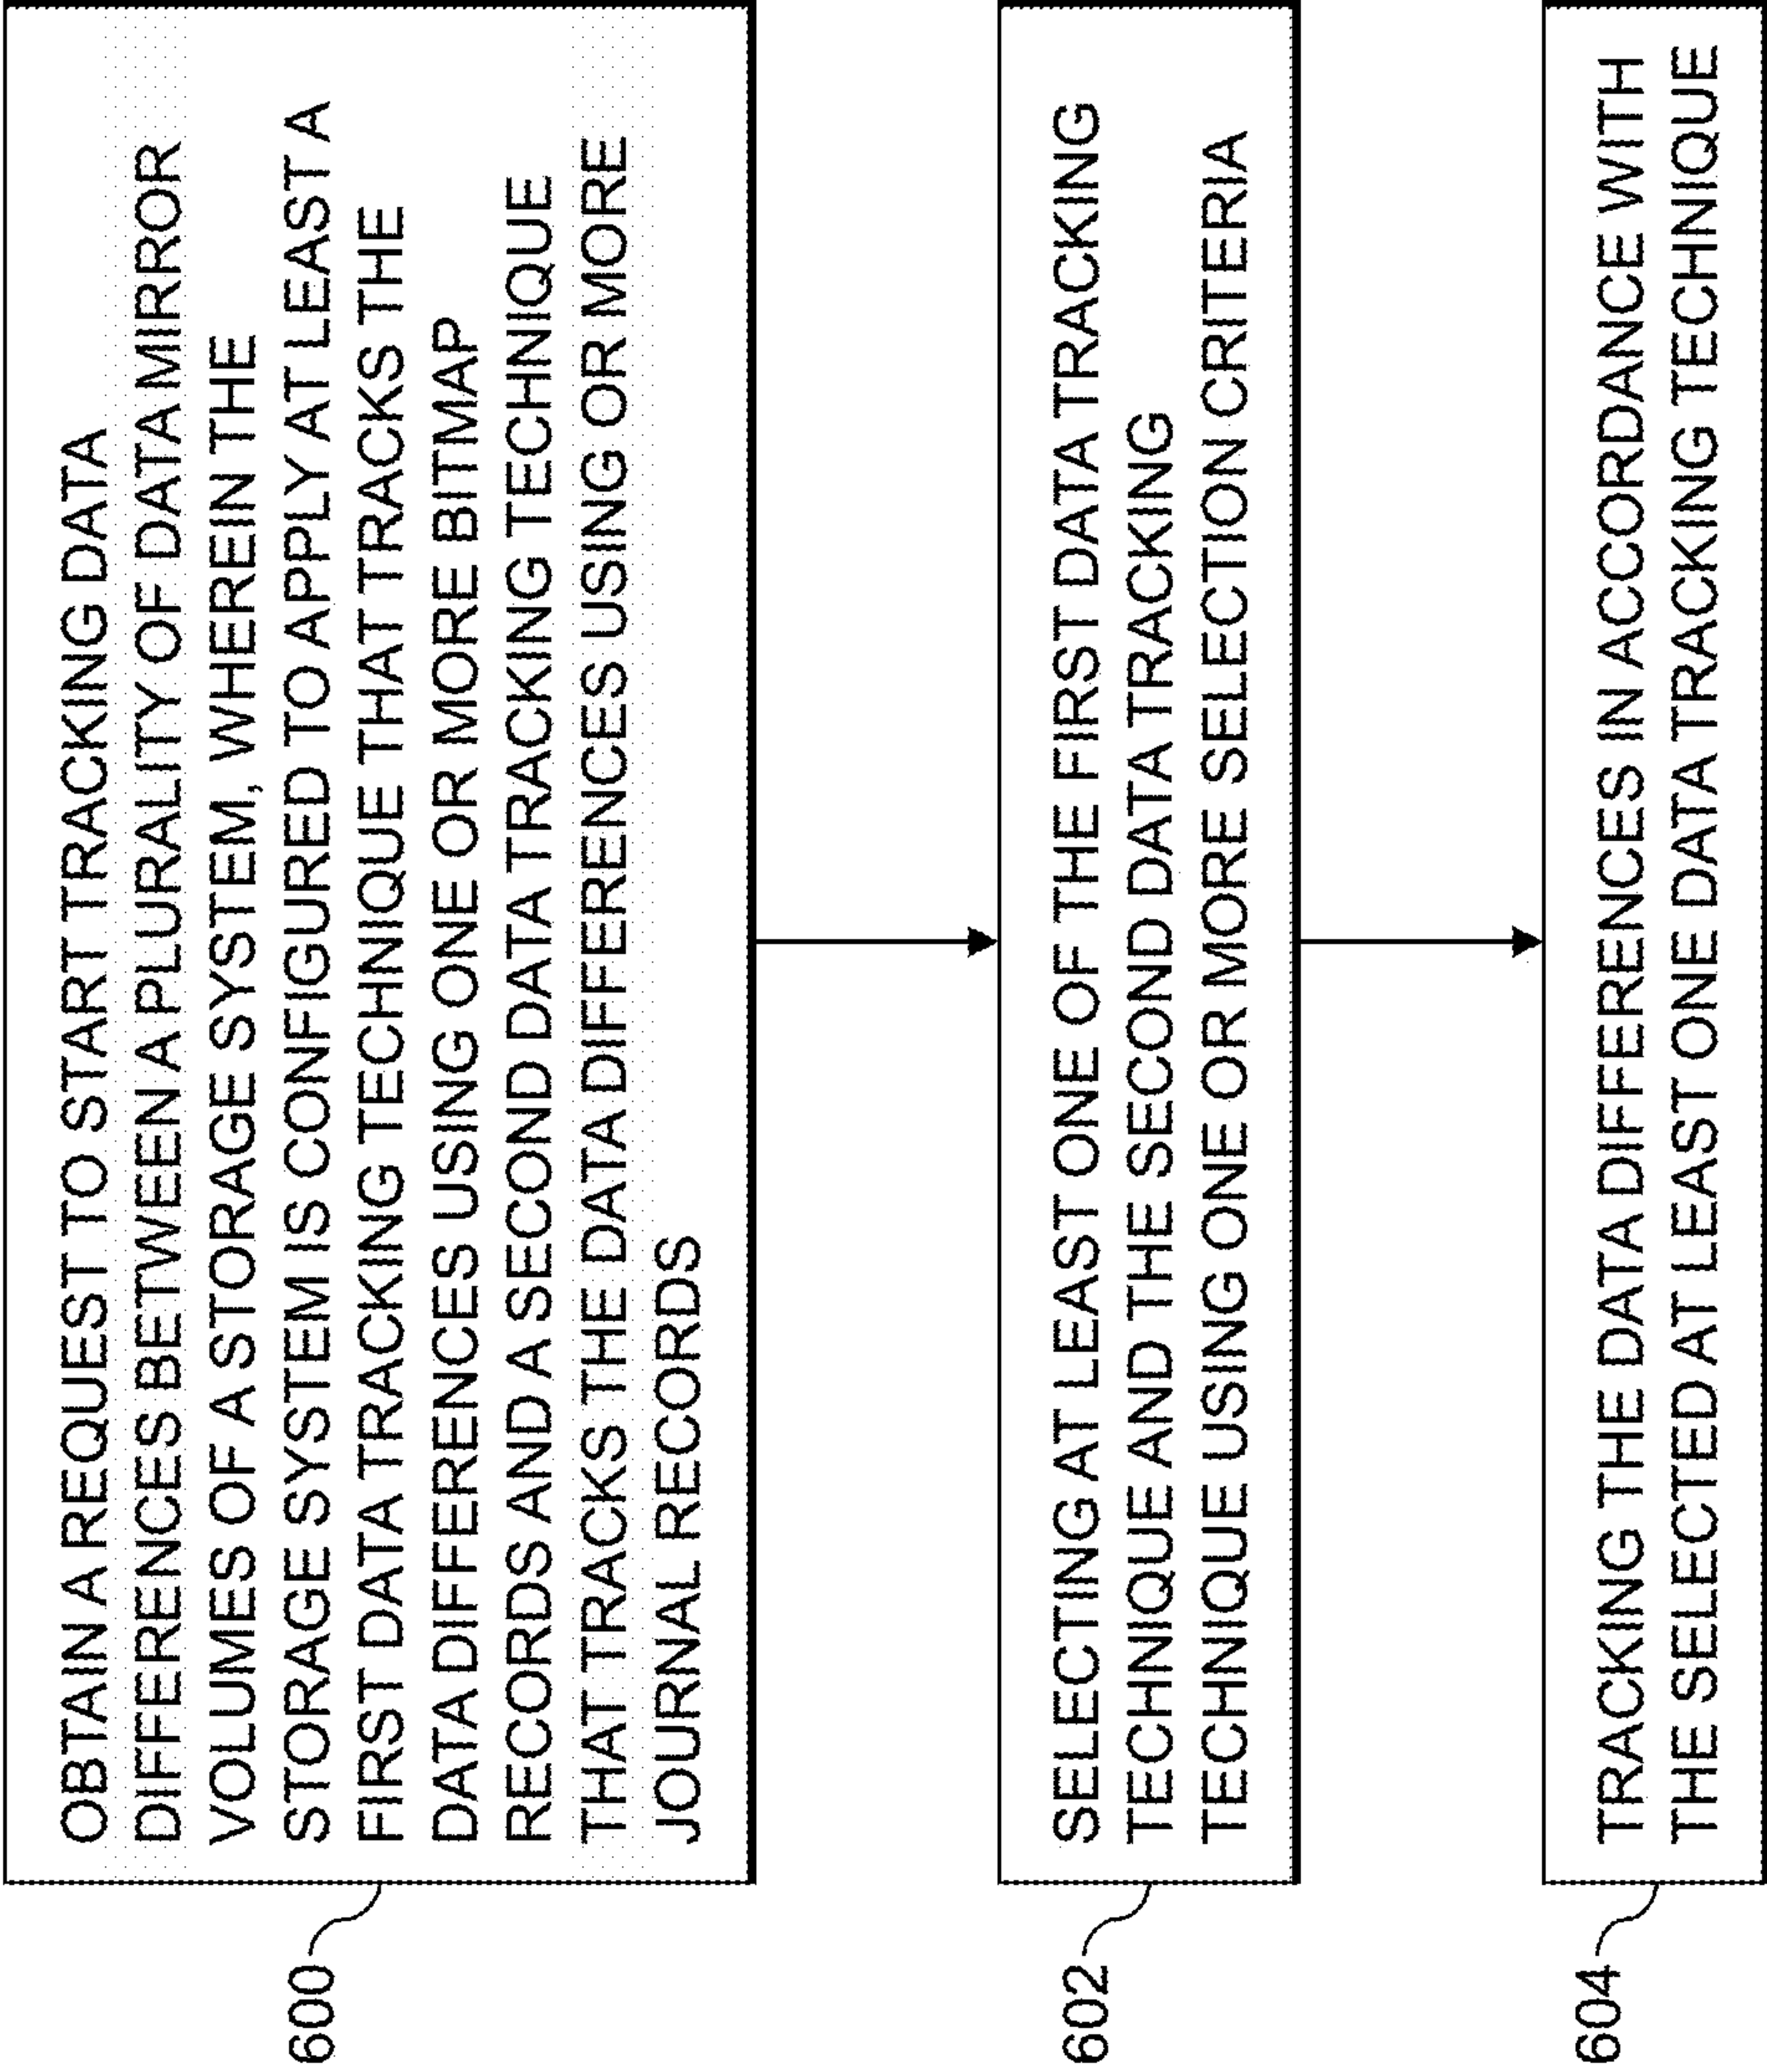 OBTAIN A REQUEST TO START TRACKING DATA
DIFFERENCES BETWEEN A PLURALITY OF DATA MIRROR
VOLUMES OF A STORAGE SYSTEM, WHEREIN THE
STORAGE SYSTEM IS CONFIGURED TO APPLY AT LEAST A
FIRST DATA TRACKING TECHNIQUE THAT TRACKS THE
DATA DIFFERENCES USING ONE OR MORE BITMAP
RECORDS AND A SECOND DATA TRACKING TECHNIQUE
THAT TRACKS THE DATA DIFFERENCES USING OR MORE
JOURNAL RECORDS
600
SELECTING AT LEAST ONE OF THE FIRST DATA TRACKING
TECHNIQUE AND THE SECOND DATA TRACKING
TECHNIQUE USING ONE OR MORE SELECTION CRITERIA
602
TRACKING THE DATA DIFFERENCES IN ACCORDANCE WITH
THE SELECTED AT LEAST ONE DATA TRACKING TECHNIQUE
604